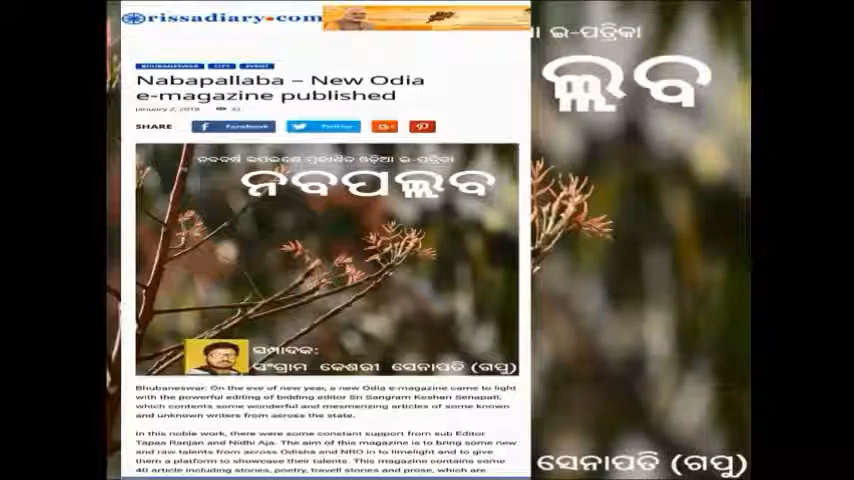 Orissadiary.com
BHUBANESWAR CITY EVENT
Nabapallaba – New Odia
e-magazine published
January 2, 2018
SHARE Facebook Twitter
ନବବର୍ଷ ଉପଲକ୍ଷେ ପ୍ରକାଶିତ ଓଡ଼ିଆ ଇ-ପତ୍ରିକା
ନବପଲ୍ଲବ
ସମ୍ପାଦକ:
ସଂଗ୍ରାମ କେଶରୀ ସେନାପତି (ଗପୁ)
Bhubaneswar: On the eve of new year, a new Odia e-magazine came to light
with the powerful editing of bidding editor Sri Sangram Keshari Senapati,
which contents some wonderful and mesmerizing articles of some known
and unknown writers from across the state.
In this noble work, there were some constant support from sub Editor
Tapas Ranjan and Nidhi Aja. The aim of this magazine is to bring some new
and raw talents from across Odisha and NRO in to limelight and to give
them a platform to showcase their talents. This magazine contains some
40 article including stories, poetry, travell stories and prose, which are
ଇ-ପତ୍ରିକା
ଲ୍ଲବ
ସେନାପତି (ଗପୁ)